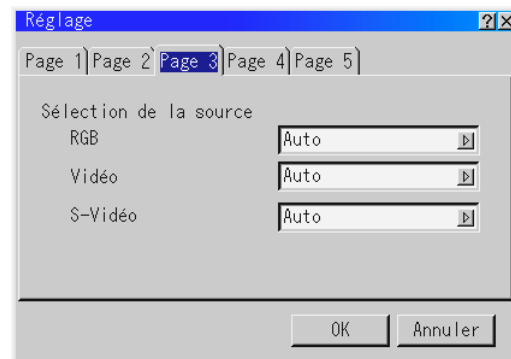 Réglage ? X
Page 1 Page 2 Page 3 Page 4 Page 5
Sélection de la source
RGB Auto
Vidéo Auto
S-Vidéo Auto
OK Annuler